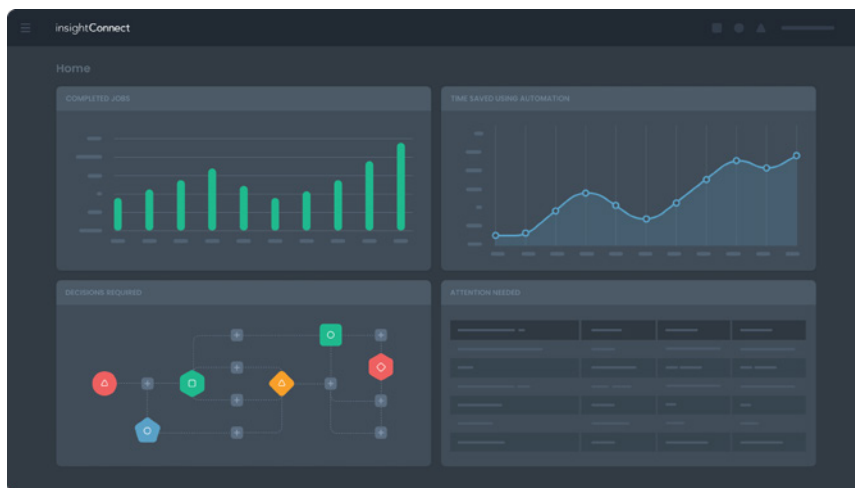 insightConnect
Home
COMPLETED JOBS
TIME SAVED USING AUTOMATION
DECISIONS REQUIRED
ATTENTION NEEDED